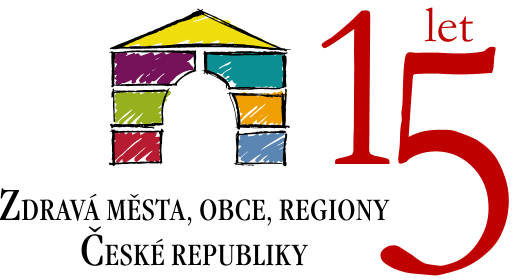 15 let
ZDRAVÁ MĚSTA, OBCE, REGIONY
ČESKÉ REPUBLIKY